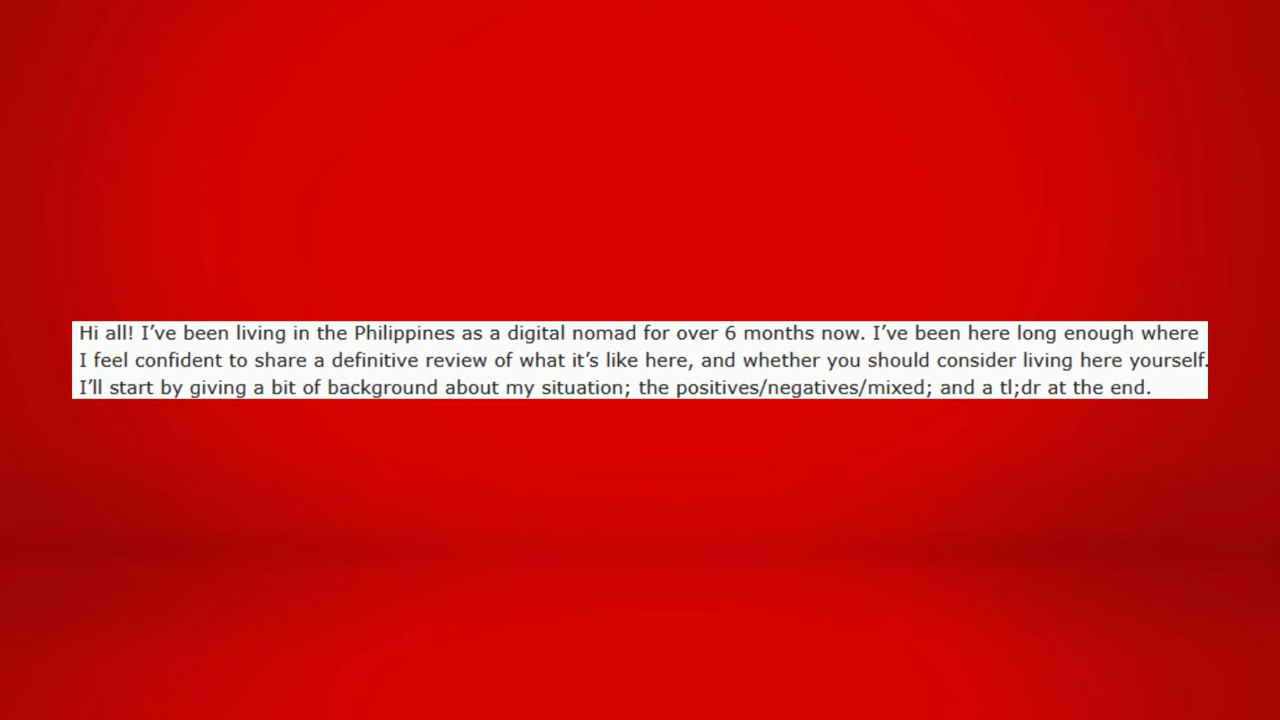 Hi all! I’ve been living in the Philippines as a digital nomad for over 6 months now. I’ve been here long enough where
I feel confident to share a definitive review of what it’s like here, and whether you should consider living here yourself.
I’ll start by giving a bit of background about my situation; the positives/negatives/mixed; and a tl;dr at the end.